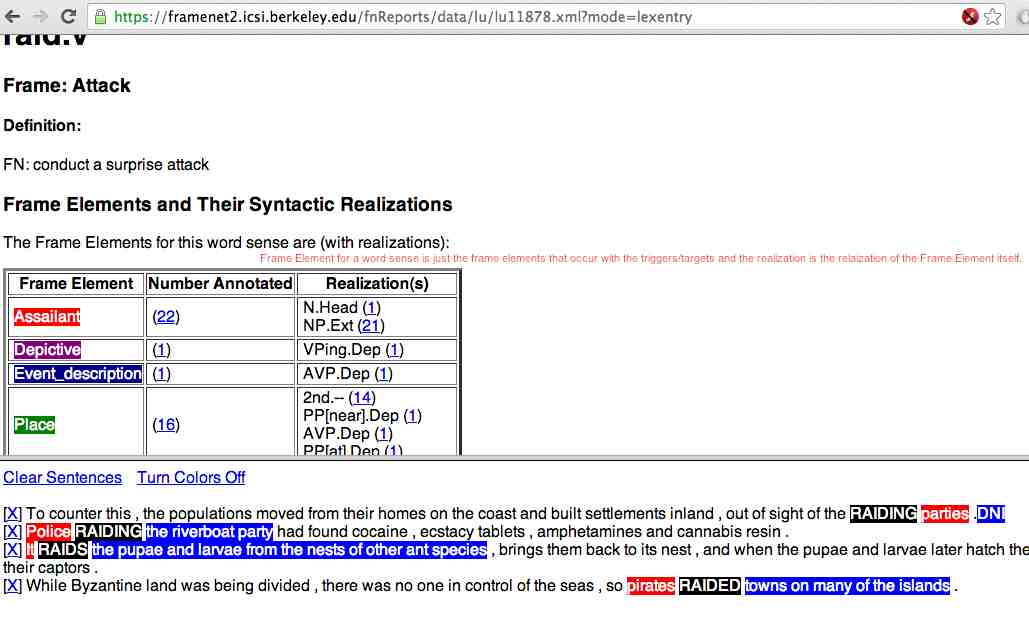 https://framenet2.icsi.berkeley.edu/fnReports/data/lu/lu11878.xml?mode=lexentry
raid.v
Frame: Attack
Definition:
FN: conduct a surprise attack
Frame Elements and Their Syntactic Realizations
The Frame Elements for this word sense are (with realizations):
Frame Element for a word sense is just the frame elements that occur with the triggers/targets and the realization is the relaization of the Frame Element itself.
Frame Element Number Annotated Realization(s)
Assailant (22) N.Head (1)
NP.Ext (21)
Depictive (1) VPing.Dep (1)
Event_description (1) AVP.Dep (1)
Place (16) 2nd.-- (14)
PP[near].Dep (1)
AVP.Dep (1)
PP[at].Dep (1)
Clear Sentences Turn Colors Off
[X] To counter this , the populations moved from their homes on the coast and built settlements inland , out of sight of the RAIDING parties .DNI
[X] Police RAIDING the riverboat party had found cocaine , ecstacy tablets , amphetamines and cannabis resin .
[X] It RAIDS the pupae and larvae from the nests of other ant species , brings them back to its nest , and when the pupae and larvae later hatch the
their captors .
[X] While Byzantine land was being divided , there was no one in control of the seas , so pirates RAIDED towns on many of the islands .